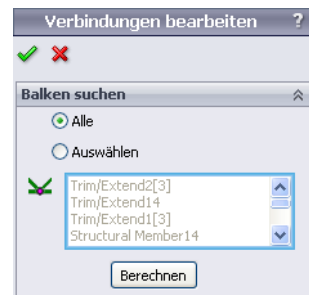 Verbindungen bearbeiten ?
Balken suchen
Alle
Auswählen
Trim/Extend2[3]
Trim/Extend14
Trim/Extend1[3]
Structural Member14
Berechnen